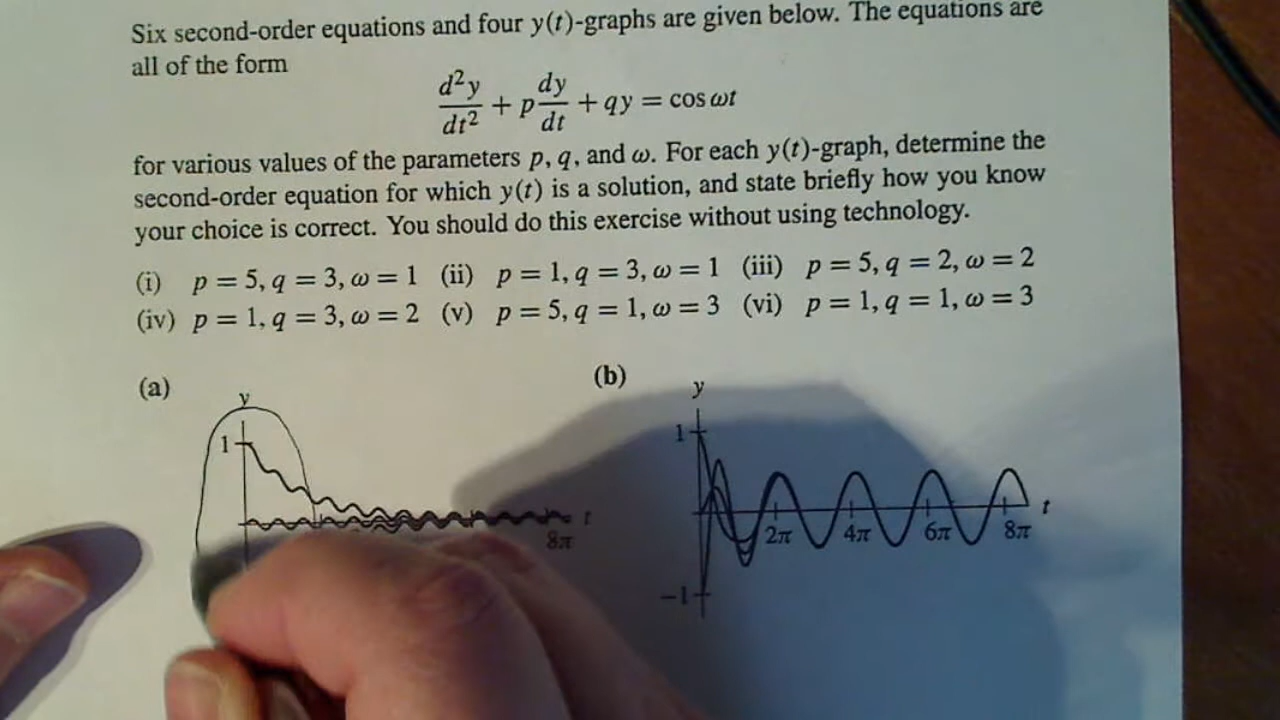 Six second-order equations and four y(t)-graphs are given below. The equations are
all of the form
d²y/dt² + p dy/dt + qy = cos ωt
for various values of the parameters p, q, and ω. For each y(t)-graph, determine the
second-order equation for which y(t) is a solution, and state briefly how you know
your choice is correct. You should do this exercise without using technology.
(i) p = 5, q = 3, ω = 1 (ii) p = 1, q = 3, ω = 1 (iii) p = 5, q = 2, ω = 2
(iv) p = 1, q = 3, ω = 2 (v) p = 5, q = 1, ω = 3 (vi) p = 1, q = 1, ω = 3
(a) (b)
y y
1 1
t t
8π 2π 4π 6π 8π
−1